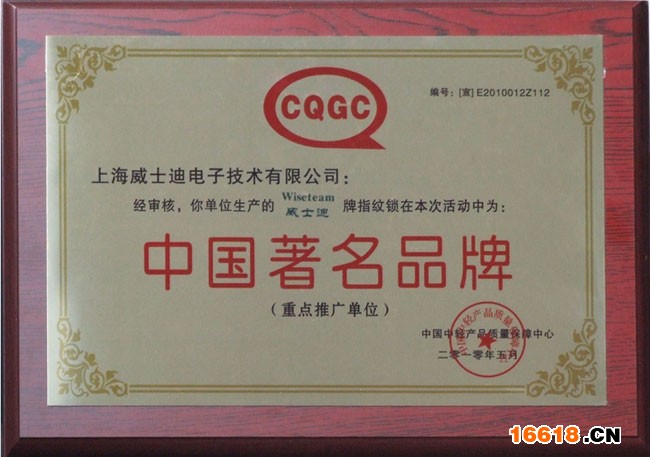 CQGC
编号：[宣] E2010012Z112
上海威士迪电子技术有限公司：
经审核，你单位生产的 Wiseteam 威士迪 牌指纹锁在本次活动中为：
中国著名品牌
（重点推广单位）
中国中轻产品质量保障中心
二零一零年五月
16618.CN